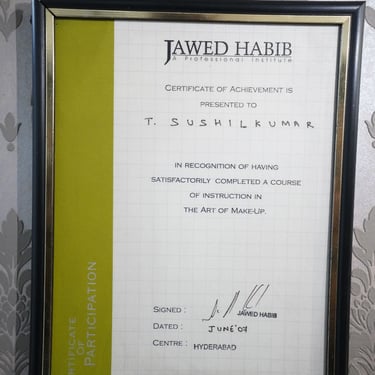 JAWED HABIB
A Professional Institute
CERTIFICATE OF ACHIEVEMENT IS
PRESENTED TO
T. SUSHILKUMAR
IN RECOGNITION OF HAVING
SATISFACTORILY COMPLETED A COURSE
OF INSTRUCTION IN
THE ART OF MAKE-UP.
SIGNED :
JAWED HABIB
DATED : JUNE'07
CENTRE : HYDERABAD
CERTIFICATE
OF
PARTICIPATION